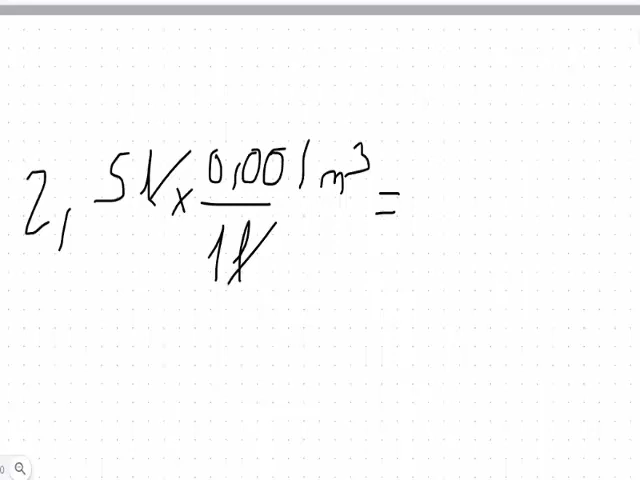 2,5 l x 0,001 m³ =
1 l